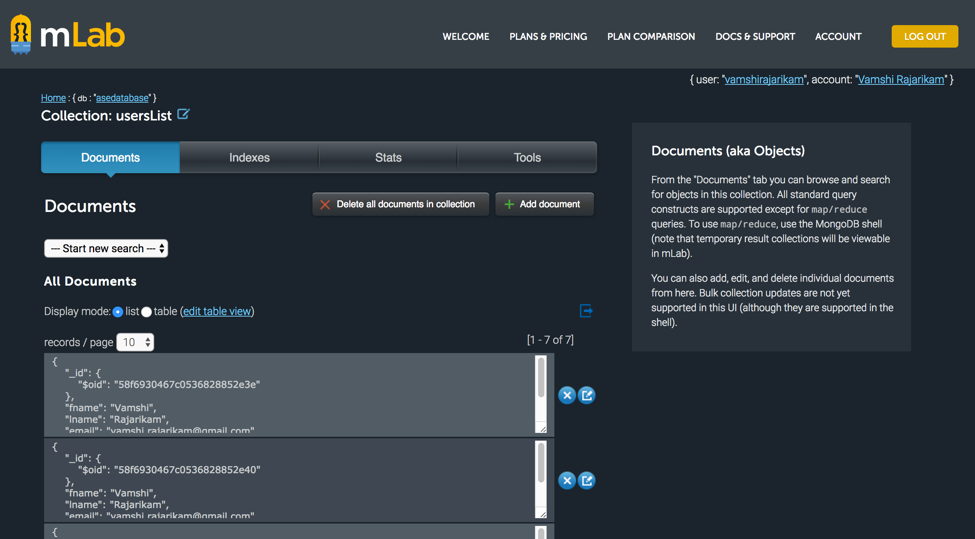 mLab
WELCOME PLANS & PRICING PLAN COMPARISON DOCS & SUPPORT ACCOUNT LOG OUT
{ user: "vamshirajarikam", account: "Vamshi Rajarikam" }
Home : { db : "asedatabase" }
Collection: usersList
Documents Indexes Stats Tools
Documents
Delete all documents in collection
Add document
--- Start new search ---
All Documents
Display mode: list table (edit table view)
records / page 10 [1 - 7 of 7]
{
"_id": {
"$oid": "58f6930467c0536828852e3e"
},
"fname": "Vamshi",
"lname": "Rajarikam",
"email": "vamshi.rajarikam@gmail.com"
{
"_id": {
"$oid": "58f6930467c0536828852e40"
},
"fname": "Vamshi",
"lname": "Rajarikam",
"email": "vamshi.rajarikam@gmail.com"
{
Documents (aka Objects)
From the "Documents" tab you can browse and search
for objects in this collection. All standard query
constructs are supported except for map/reduce
queries. To use map/reduce, use the MongoDB shell
(note that temporary result collections will be viewable
in mLab).
You can also add, edit, and delete individual documents
from here. Bulk collection updates are not yet
supported in this UI (although they are supported in the
shell).